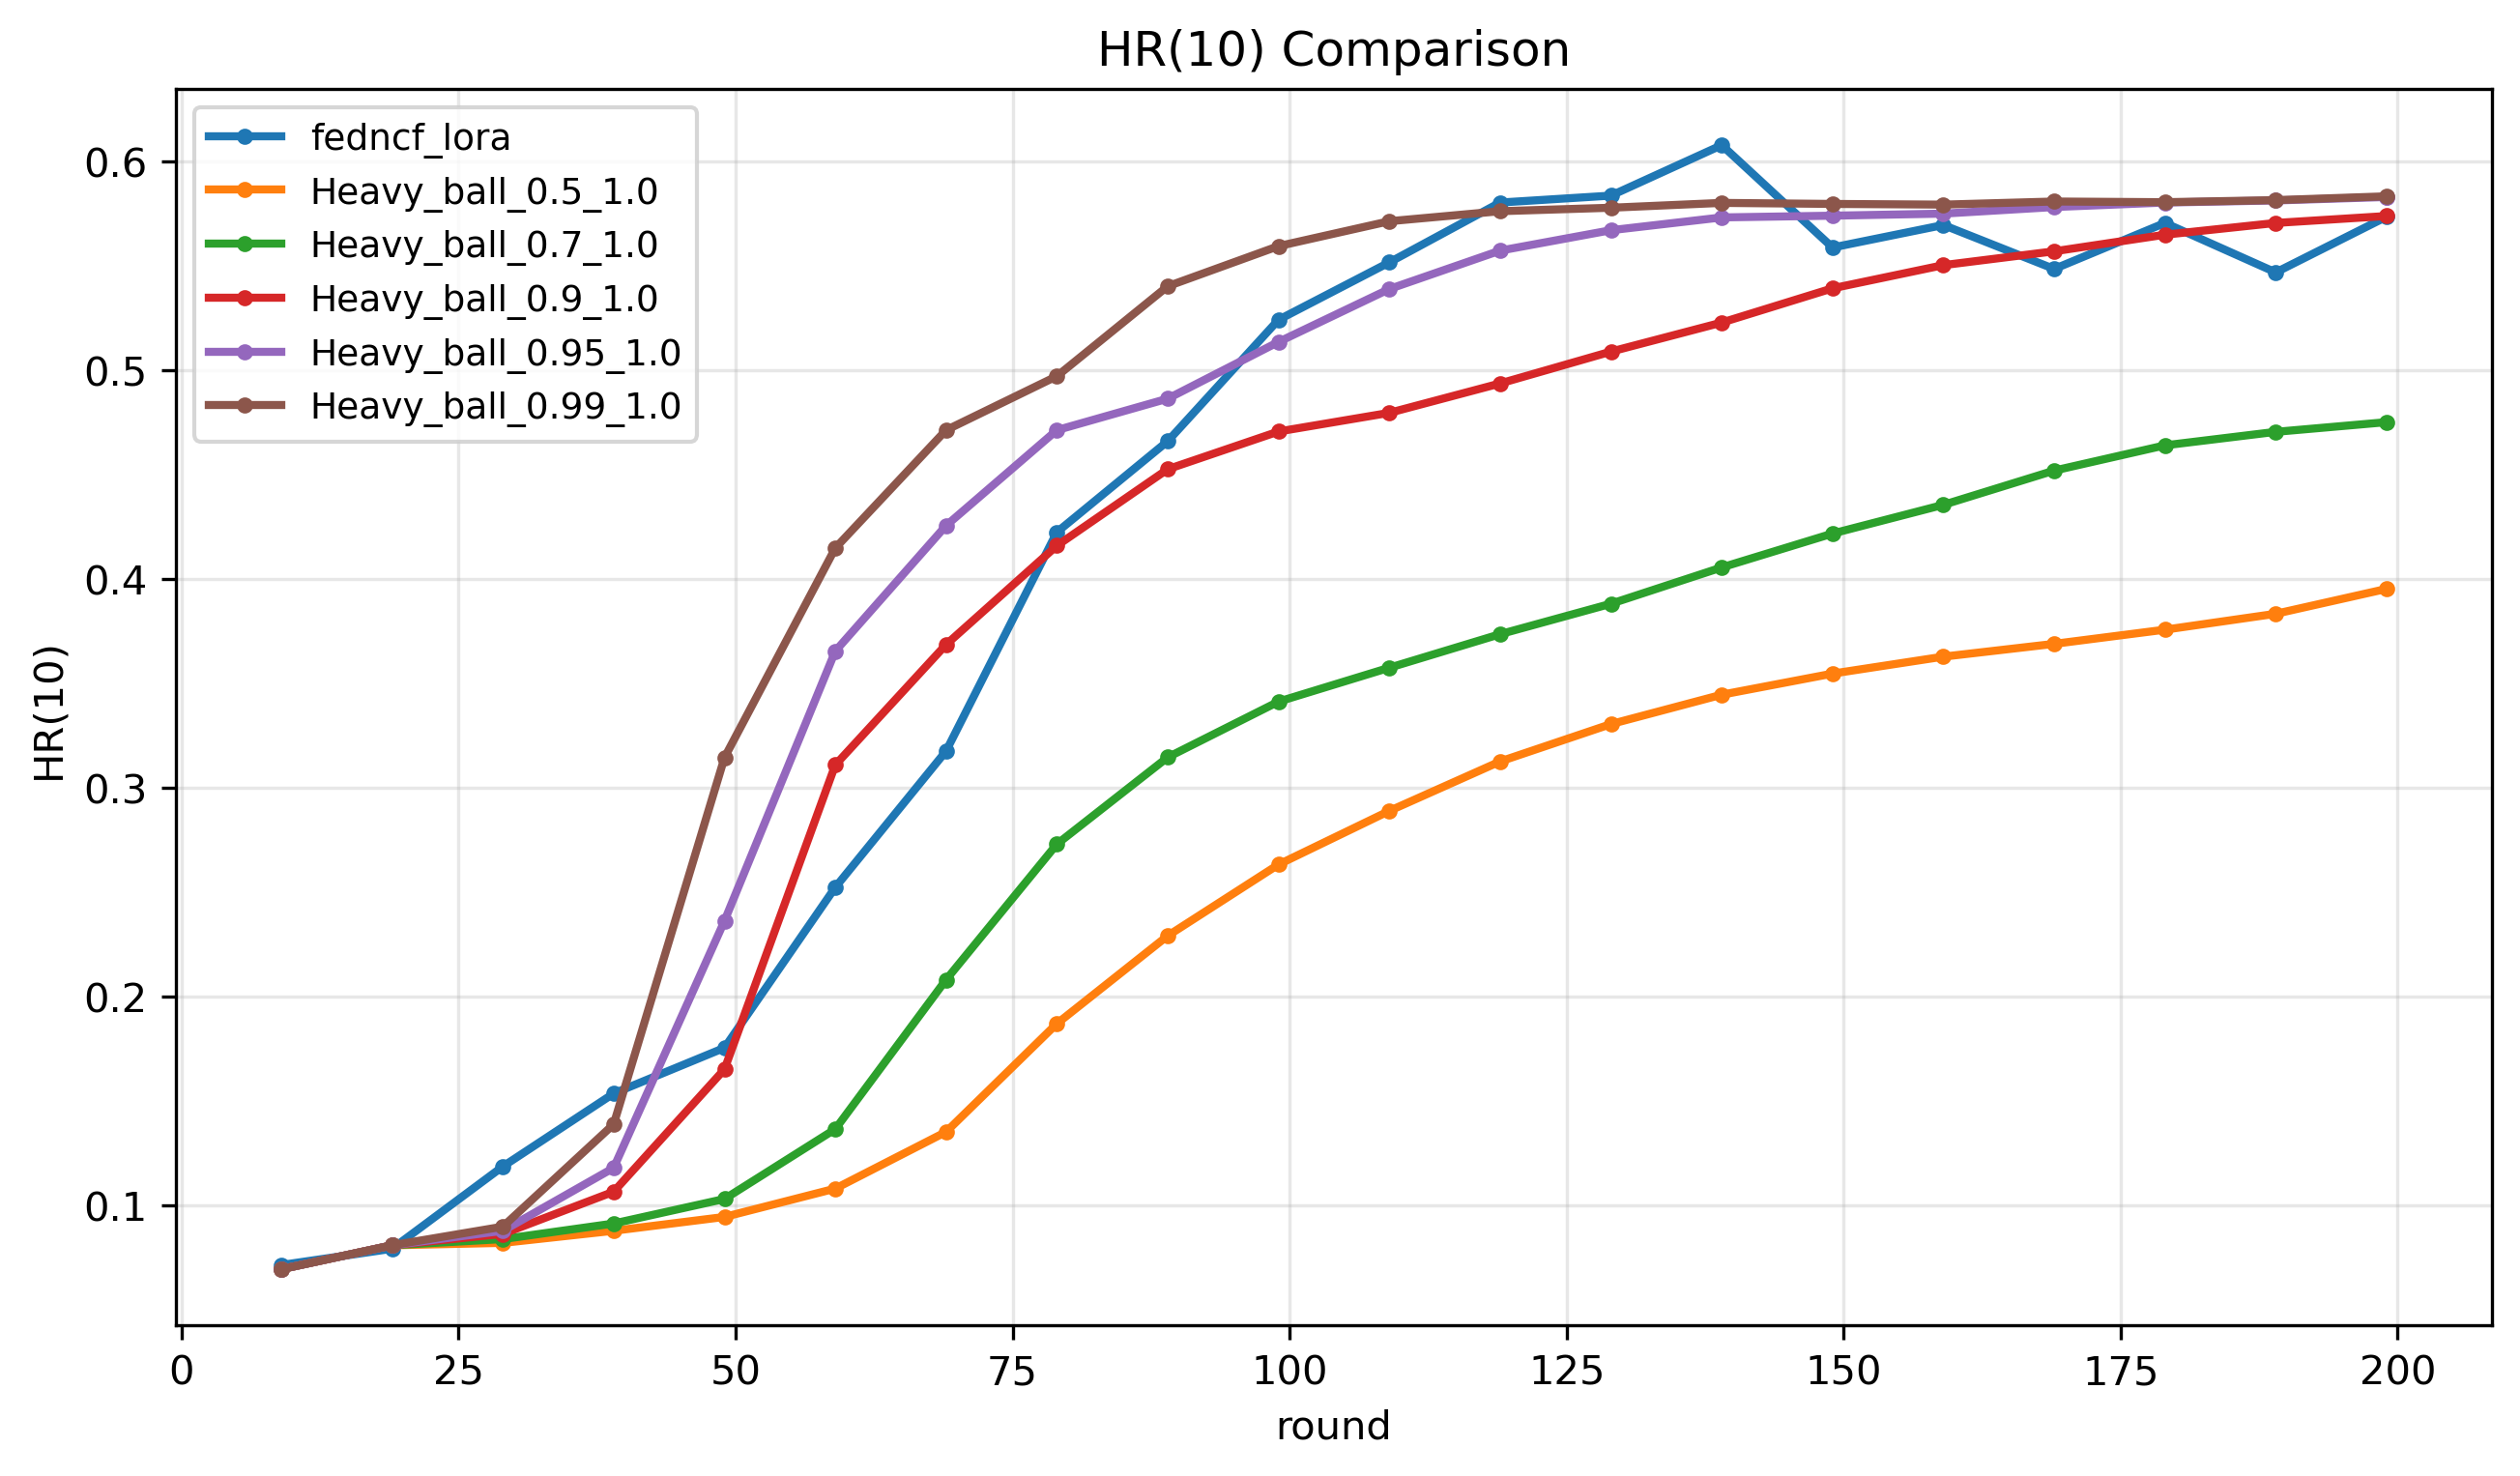 HR(10) Comparison
fedncf_lora
Heavy_ball_0.5_1.0
Heavy_ball_0.7_1.0
Heavy_ball_0.9_1.0
Heavy_ball_0.95_1.0
Heavy_ball_0.99_1.0
HR(10)
0.6
0.5
0.4
0.3
0.2
0.1
0 25 50 75 100 125 150 175 200
round